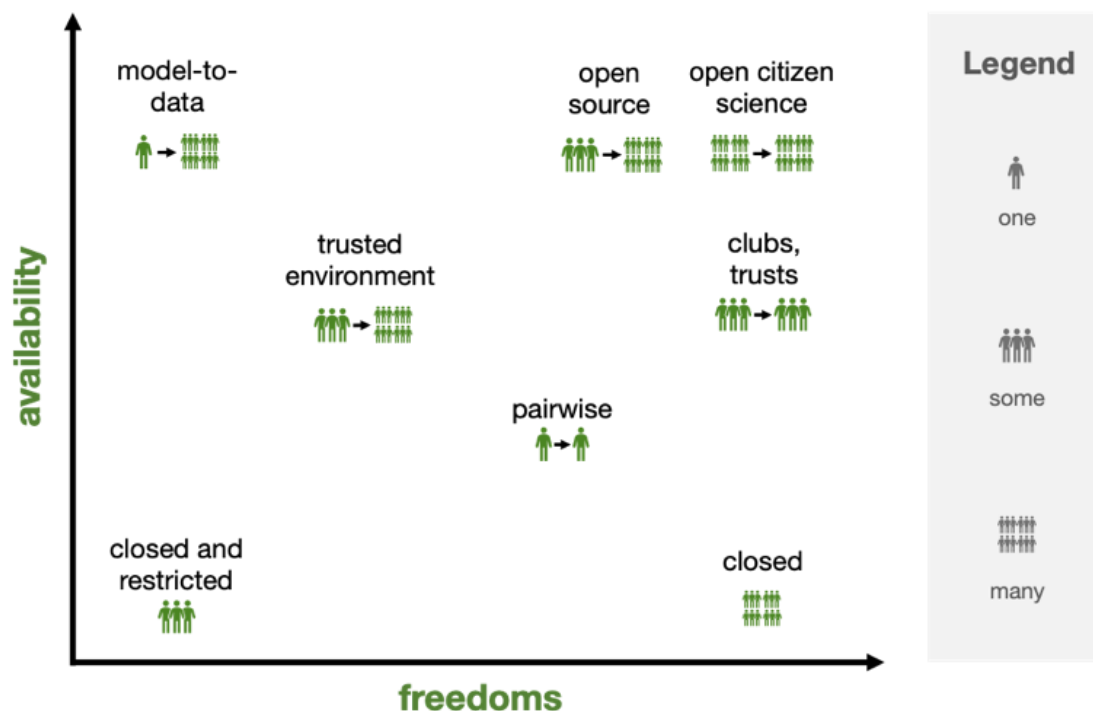 model-to-
data
open
source
open citizen
science
trusted
environment
clubs,
trusts
pairwise
closed and
restricted
closed
availability
freedoms
Legend
one
some
many